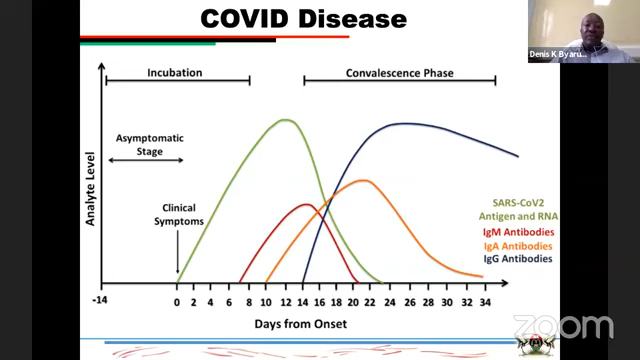 COVID Disease
Denis K Byaru...
Incubation
Convalescence Phase
Asymptomatic
Stage
Clinical
Symptoms
Analyte Level
SARS-CoV2
Antigen and RNA
IgM Antibodies
IgA Antibodies
IgG Antibodies
-14 0 2 4 6 8 10 12 14 16 18 20 22 24 26 28 30 32 34
Days from Onset
zoom